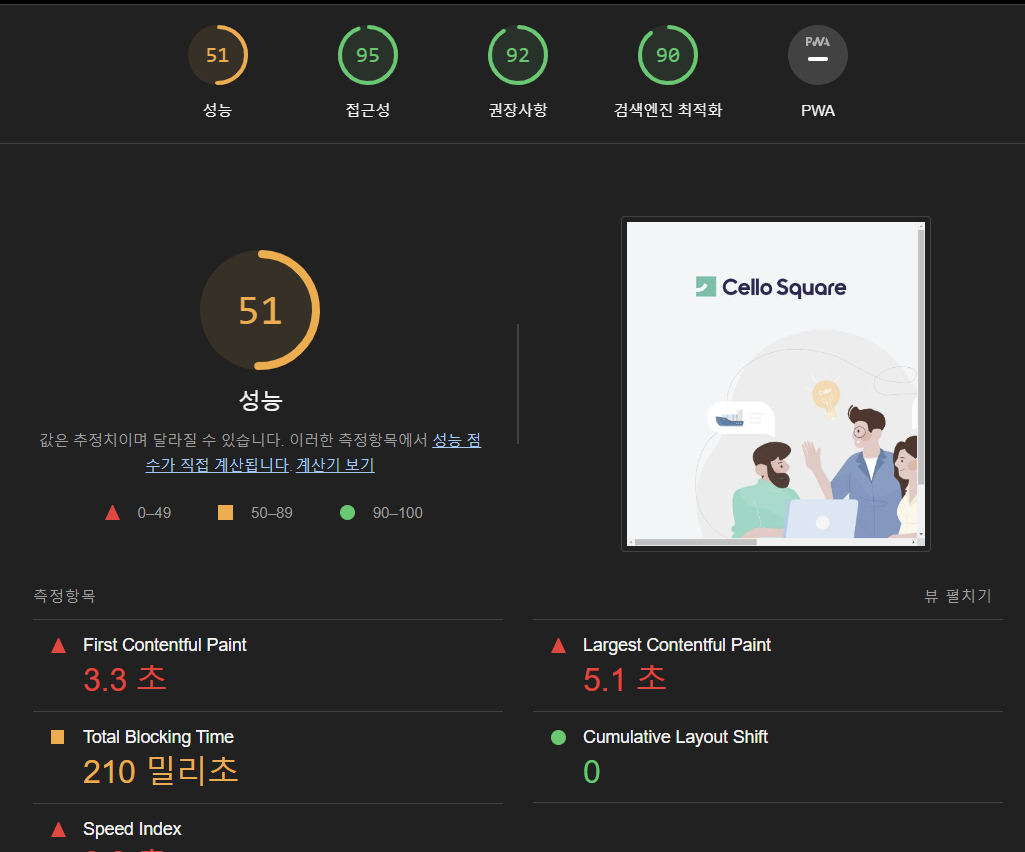 51
95
92
90
PWA
성능
접근성
권장사항
검색엔진 최적화
PWA
51
성능
값은 추정치이며 달라질 수 있습니다. 이러한 측정항목에서 성능 점
수가 직접 계산됩니다. 계산기 보기
0–49
50–89
90–100
Cello Square
측정항목
뷰 펼치기
First Contentful Paint
3.3 초
Largest Contentful Paint
5.1 초
Total Blocking Time
210 밀리초
Cumulative Layout Shift
0
Speed Index